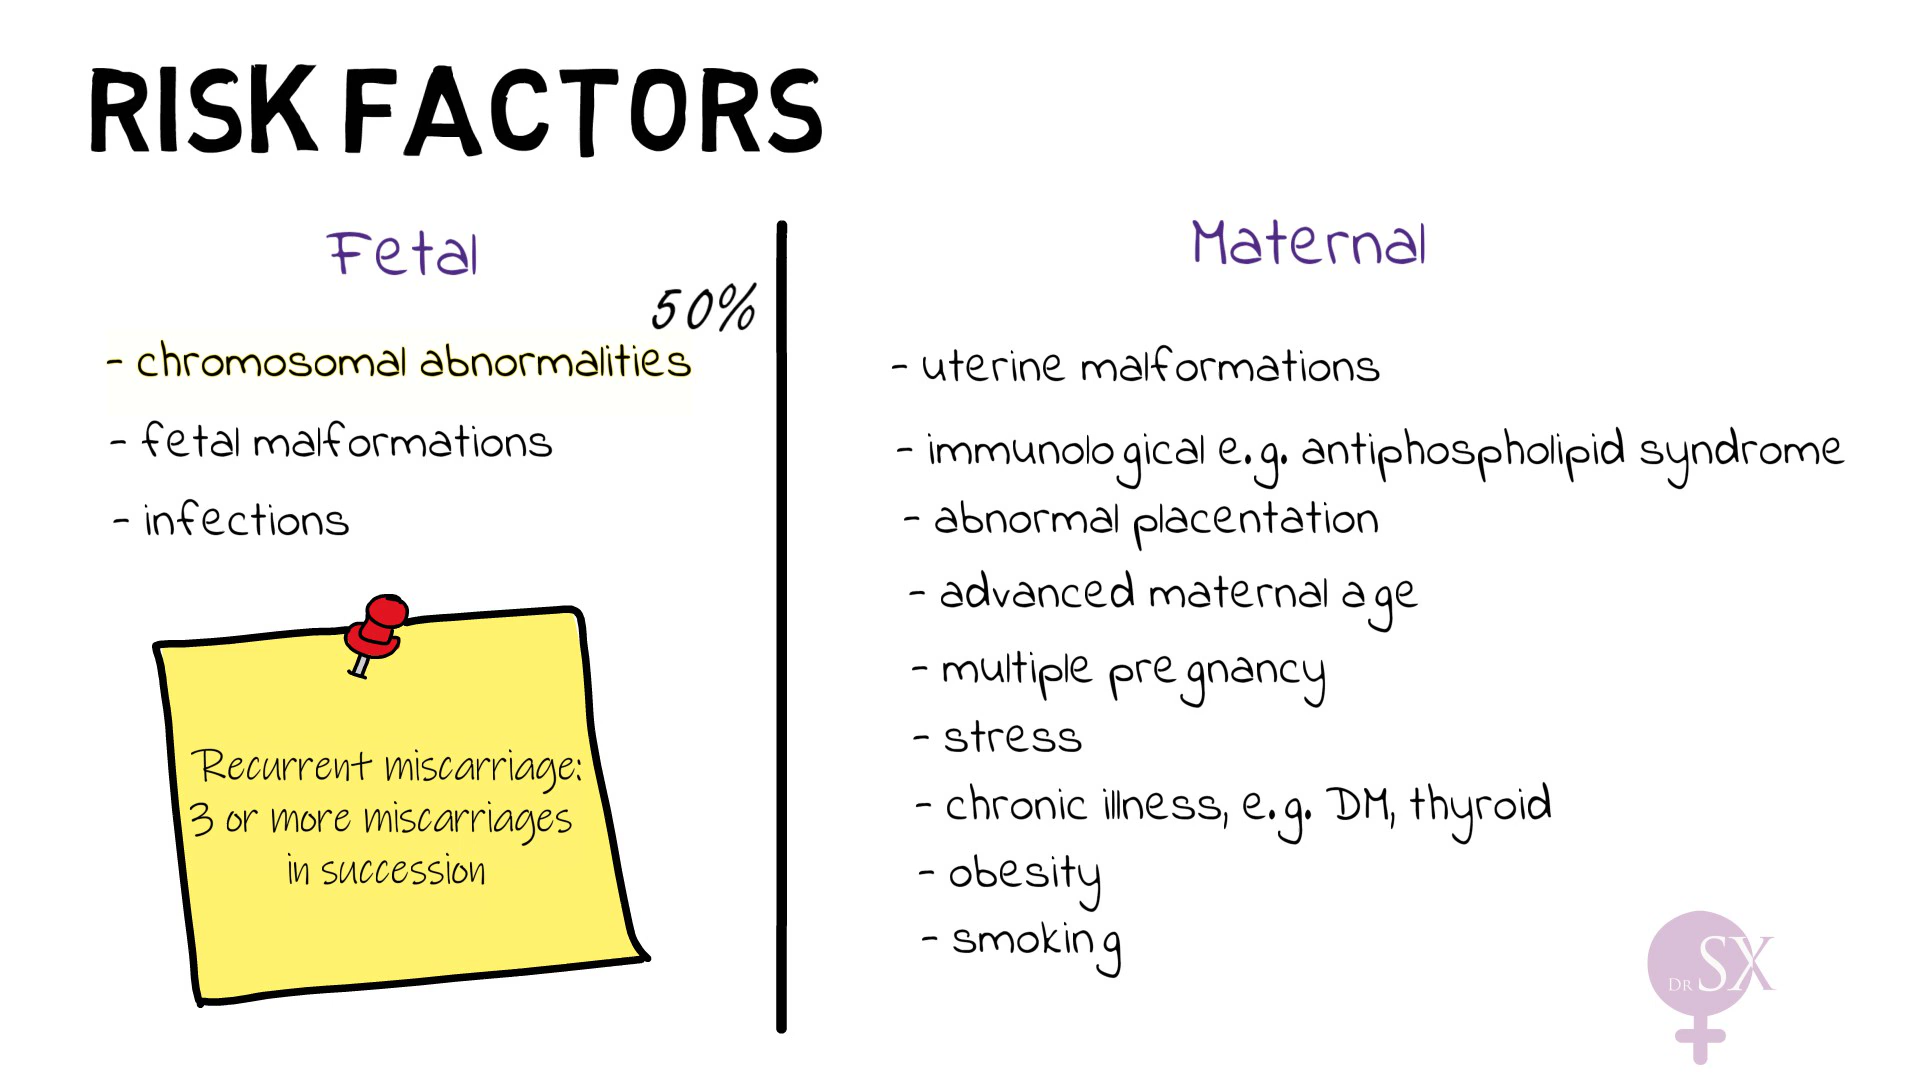 RISK FACTORS
Fetal
50%
- chromosomal abnormalities
- fetal malformations
- infections
Recurrent miscarriage:
3 or more miscarriages
in succession
Maternal
- uterine malformations
- immunological e.g. antiphospholipid syndrome
- abnormal placentation
- advanced maternal age
- multiple pregnancy
- stress
- chronic illness, e.g. DM, thyroid
- obesity
- smoking
DR SX